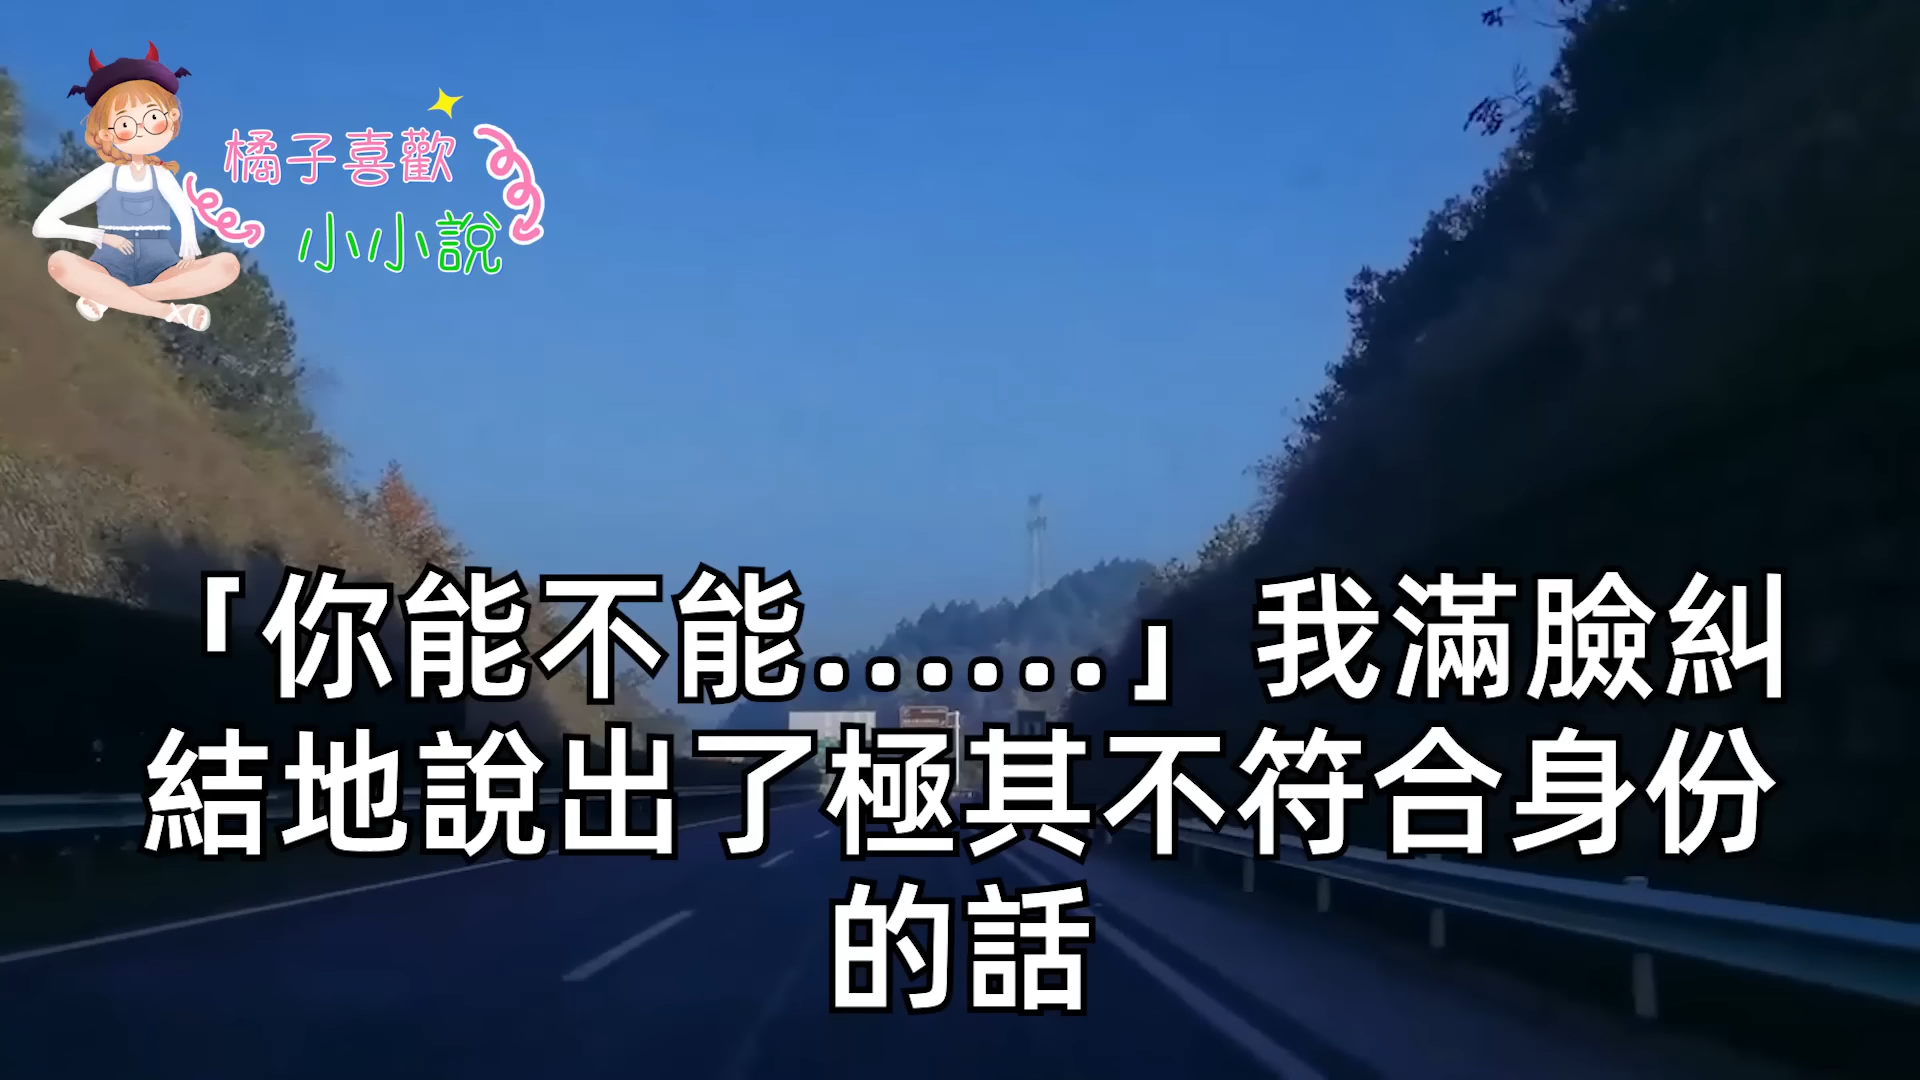 橘子喜歡
小小說
「你能不能......」我滿臉糾
結地說出了極其不符合身份
的話